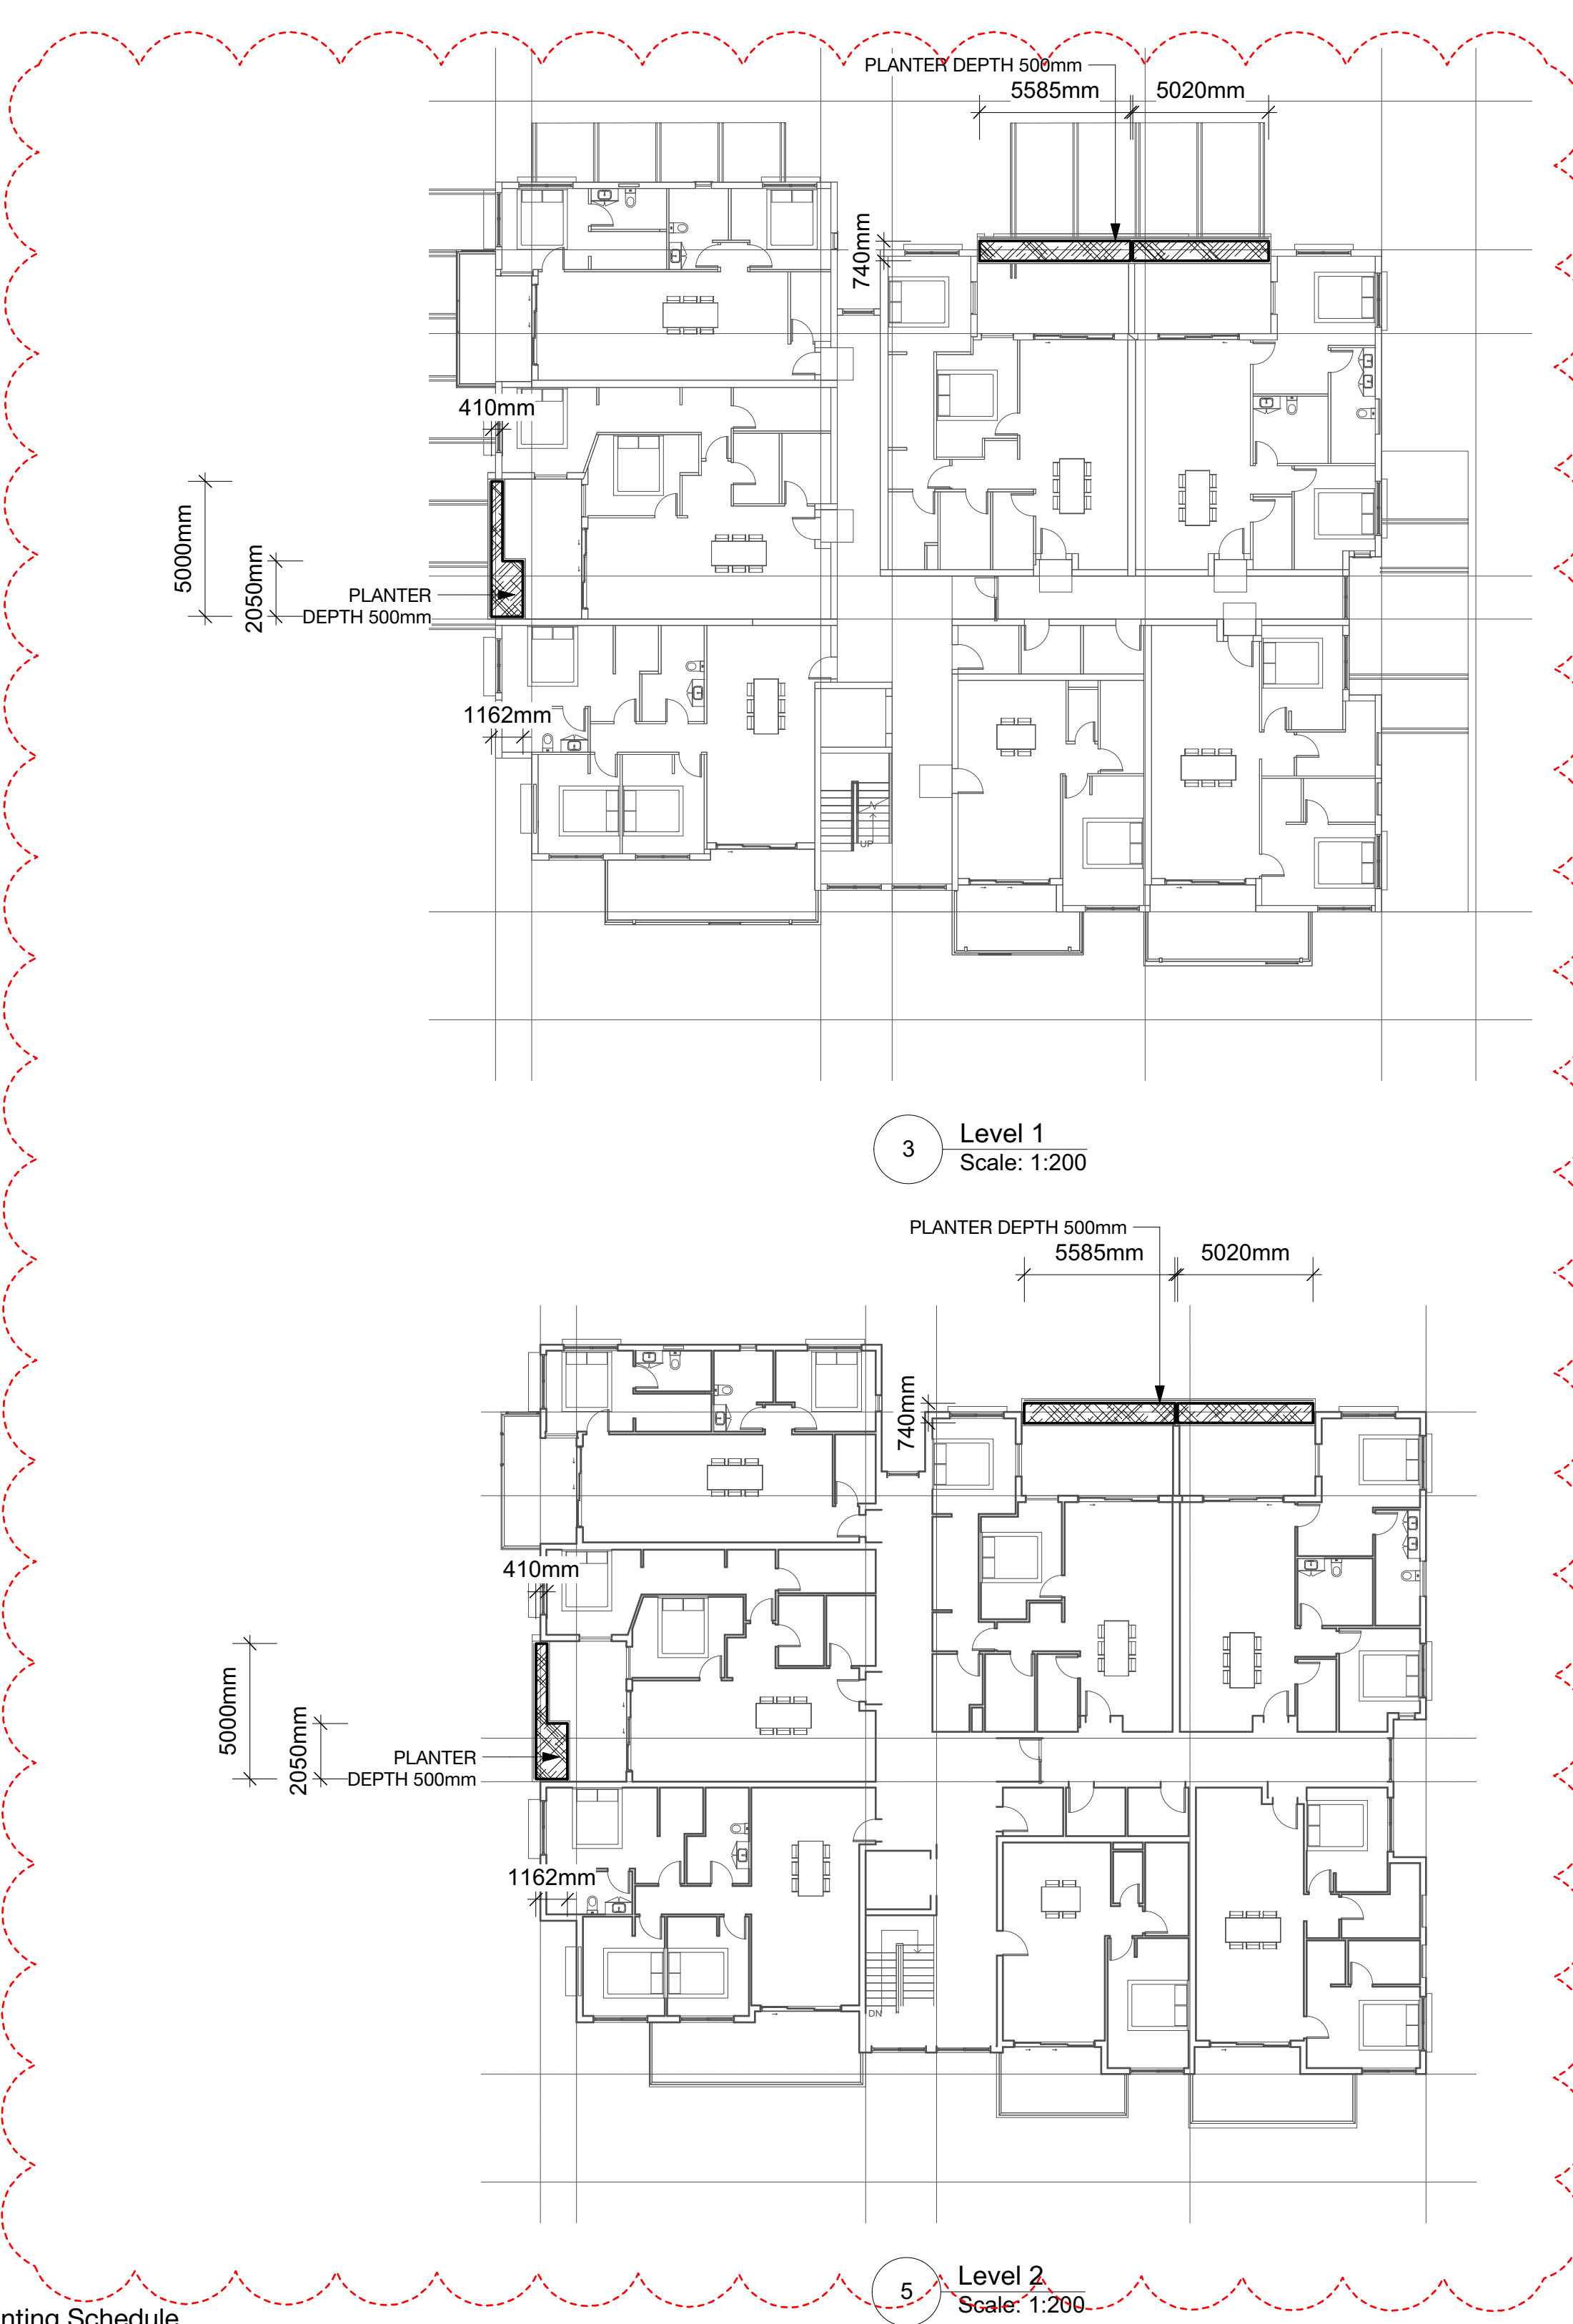 PLANTER DEPTH 500mm
5585mm
5020mm
740mm
410mm
5000mm
2050mm
PLANTER
DEPTH 500mm
1162mm
UP
3
Level 1
Scale: 1:200
PLANTER DEPTH 500mm
5585mm
5020mm
740mm
410mm
5000mm
2050mm
PLANTER
DEPTH 500mm
1162mm
DN
5
Level 2
Scale: 1:200
nting Schedule